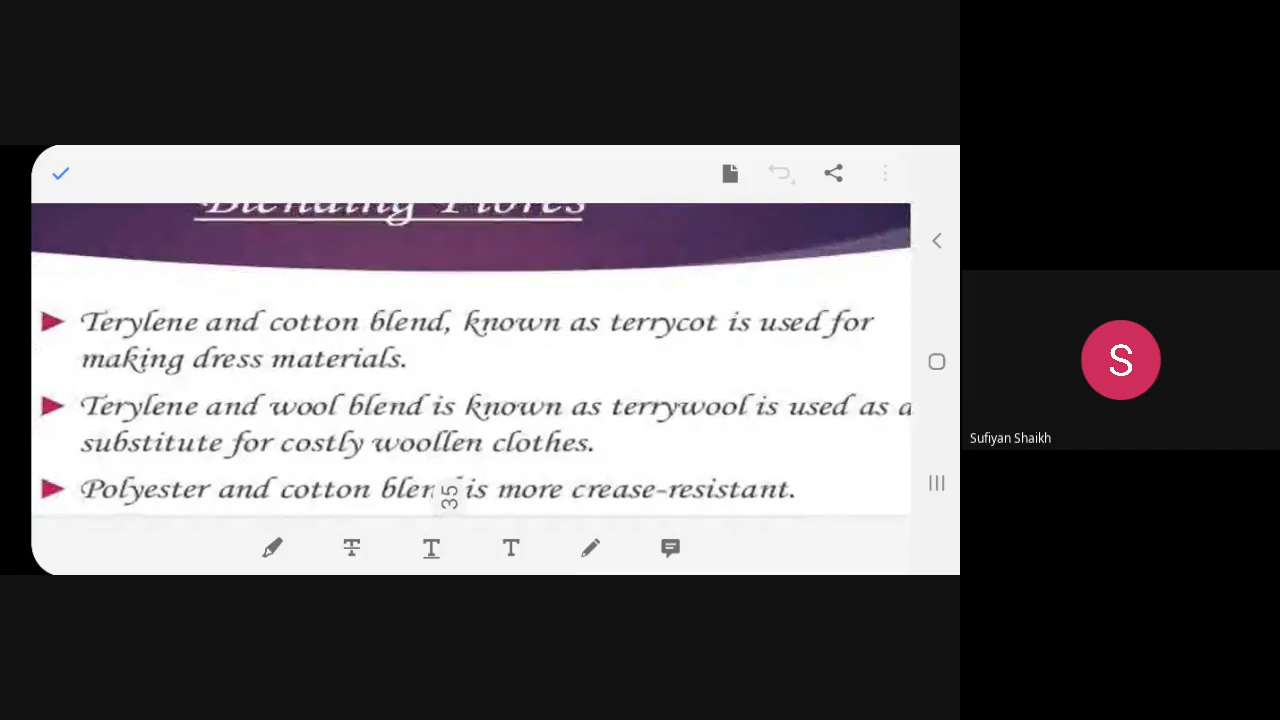 Blending Fibres
Terylene and cotton blend, known as terrycot is used for
making dress materials.
Terylene and wool blend is known as terrywool is used as a
substitute for costly woollen clothes.
Polyester and cotton is more crease-resistant.
35
S
Sufiyan Shaikh